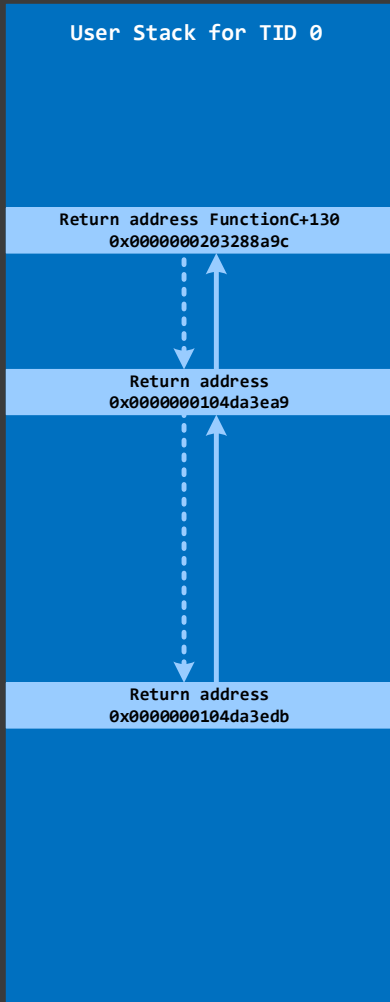 User Stack for TID 0
Return address FunctionC+130
0x0000000203288a9c
Return address
0x0000000104da3ea9
Return address
0x0000000104da3edb